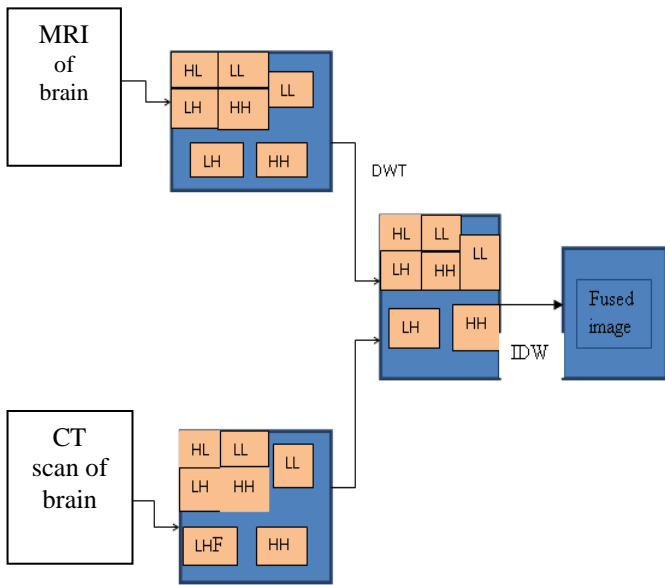 MRI
of
brain
HL LL
LL
LH HH
LH HH
DWT
HL LL
LL
LH HH
LH HH
IDW
Fused
image
CT
scan of
brain
HL LL
LL
LH HH
LHF HH